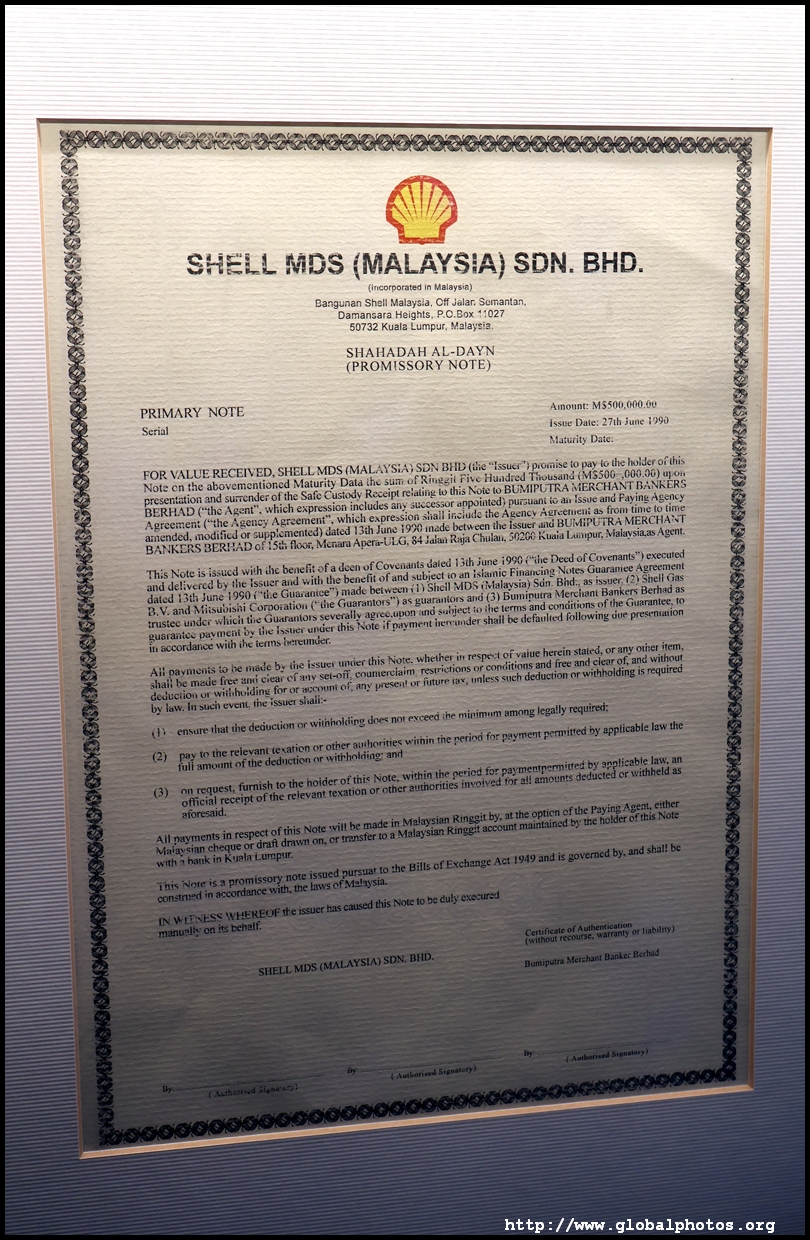 SHELL MDS (MALAYSIA) SDN. BHD.
(Incorporated in Malaysia)
Bangunan Shell Malaysia, Off Jalan Semantan,
Damansara Heights, P.O.Box 11027
50732 Kuala Lumpur, Malaysia.
SHAHADAH AL-DAYN
(PROMISSORY NOTE)
PRIMARY NOTE
Serial
Amount: M$500,000.00
Issue Date: 27th June 1990
Maturity Date:
FOR VALUE RECEIVED, SHELL MDS (MALAYSIA) SDN BHD (the "Issuer") promise to pay to the holder of this
Note on the abovementioned Maturity Data the sum of Ringgit Five Hundred Thousand (M$500-,000.00) upon
presentation and surrender of the Safe Custody Receipt relating to this Note to BUMIPUTRA MERCHANT BANKERS
BERHAD ("the Agent", which expression includes any successor appointed) pursuant to an Issue and Paying Agency
Agreement ("the Agency Agreement", which expression shall include the Agency Agreement as from time to time
amended, modified or supplemented) dated 13th June 1990 made between the Issuer and BUMIPUTRA MERCHANT
BANKERS BERHAD of 15th floor, Menara Apera-ULG, 84 Jalan Raja Chulan, 50200 Kuala Lumpur, Malaysia,as Agent.
This Note is issued with the benefit of a deen of Covenants dated 13th June 1990 ("the Deed of Covenants") executed
and delivered by the Issuer and with the benefit of and subject to an Islamic Financing Notes Guarantee Agreement
dated 13th June 1990 ("the Guarantee") made between (1) Shell MDS (Malaysia) Sdn. Bhd., as issuer, (2) Shell Gas
B.V. and Mitsubishi Corporation ("the Guarantors") as guarantors and (3) Bumiputra Merchant Bankers Berhad as
trustee under which the Guarantors severally agree,upon and subject to the terms and conditions of the Guarantee, to
guarantee payment by the Issuer under this Note if payment hereunder shall be defaulted following due presenation
in accordance with the terms hereunder.
All payments to be made by the issuer under this Note, whether in respect of value herein stated, or any other item,
shall be made free and clear of any set-off, counterclaim, restrictions or conditions and free and clear of, and without
deduction or withholding for or account of, any present or future tax, unless such deduction or withholding is required
by law. In such event, the issuer shall:-
(1) ensure that the deduction or withholding does not exceed the minimum among legally required;
(2) pay to the relevant texation or other authorities within the period for payment permitted by applicable law the
full amount of the deduction or withholding; and
(3) on request, furnish to the holder of this Note, within the period for paymentpermitted by applicable law, an
official receipt of the relevant texation or other authorities involved for all amounts deducted or withheld as
aforesaid.
All payments in respect of this Note will be made in Malaysian Ringgit by, at the option of the Paying Agent, either
Malaysian cheque or draft drawn on, or transfer to a Malaysian Ringgit account maintained by the holder of this Note
with a bank in Kuala Lumpur.
This Note is a promissory note issued pursuant to the Bills of Exchange Act 1949 and is governed by, and shall be
construed in accordance with, the laws of Malaysia.
IN WITNESS WHEREOF the issuer has caused this Note to be duly executed
manually on its behalf.
Certificate of Authentication
(without recourse, warranty or liability)
SHELL MDS (MALAYSIA) SDN. BHD.
Bumiputra Merchant Banker Berhad
By
(Authorised Signatory)
By
(Authorised Signatory)
By
(Authorised Signatory)
http://www.globalphotos.org